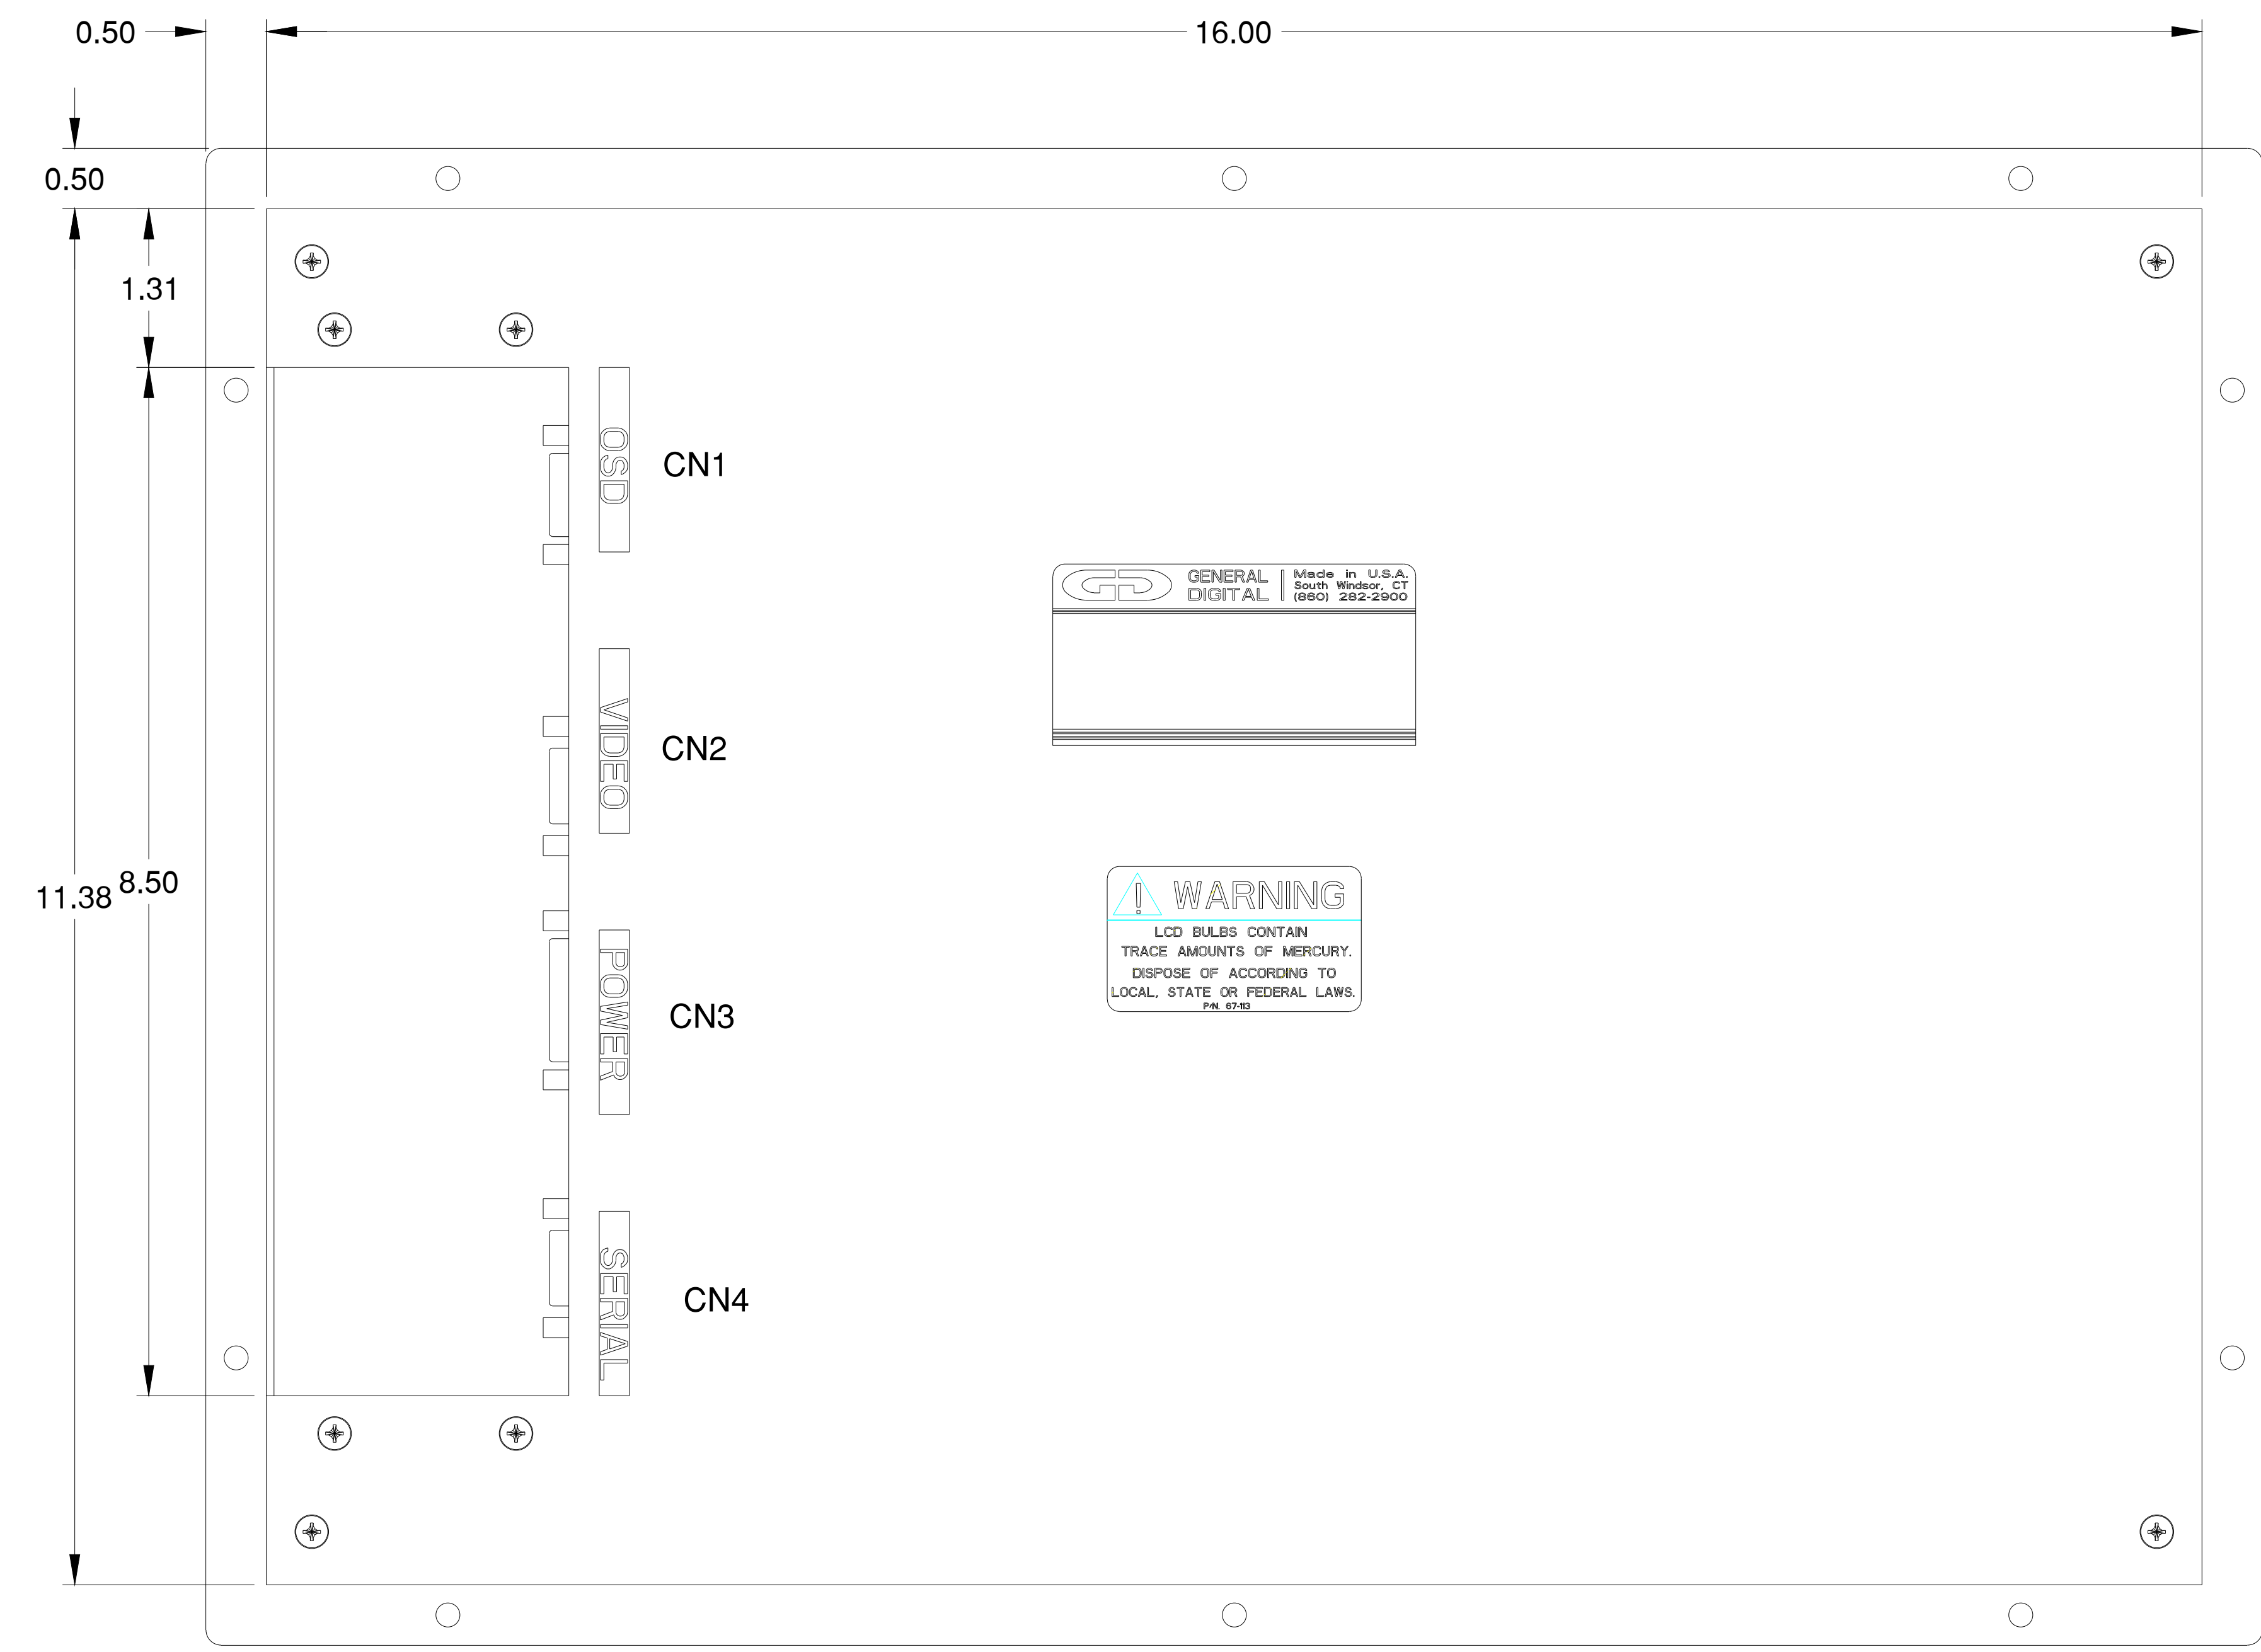 0.50
16.00
0.50
1.31
OSD
CN1
GENERAL
DIGITAL
Made in U.S.A.
South Windsor, CT
(860) 282-2900
VIDEO
CN2
8.50
11.38
WARNING
LCD BULBS CONTAIN
TRACE AMOUNTS OF MERCURY.
DISPOSE OF ACCORDING TO
LOCAL, STATE OR FEDERAL LAWS.
P/N. 67-113
POWER
CN3
SERIAL
CN4